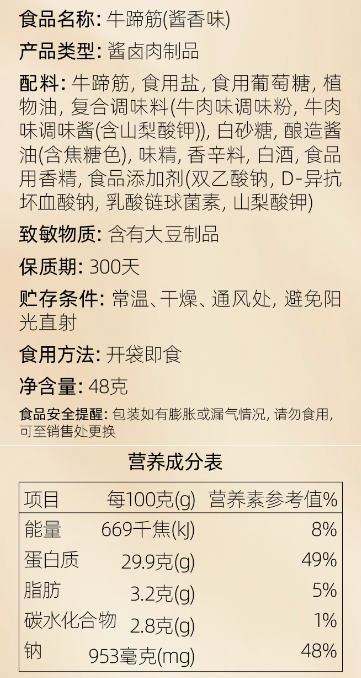 食品名称: 牛蹄筋(酱香味)
产品类型: 酱卤肉制品
配料: 牛蹄筋, 食用盐, 食用葡萄糖, 植
物油, 复合调味料(牛肉味调味粉, 牛肉
味调味酱(含山梨酸钾)), 白砂糖, 酿造酱
油(含焦糖色), 味精, 香辛料, 白酒, 食品
用香精, 食品添加剂(双乙酸钠, D-异抗
坏血酸钠, 乳酸链球菌素, 山梨酸钾)
致敏物质: 含有大豆制品
保质期: 300天
贮存条件: 常温、干燥、通风处, 避免阳
光直射
食用方法: 开袋即食
净含量: 48克
食品安全提醒: 包装如有膨胀或漏气情况, 请勿食用,
可至销售处更换
营养成分表
项目 每100克(g) 营养素参考值%
能量 669千焦(kJ) 8%
蛋白质 29.9克(g) 49%
脂肪 3.2克(g) 5%
碳水化合物 2.8克(g) 1%
钠 953毫克(mg) 48%